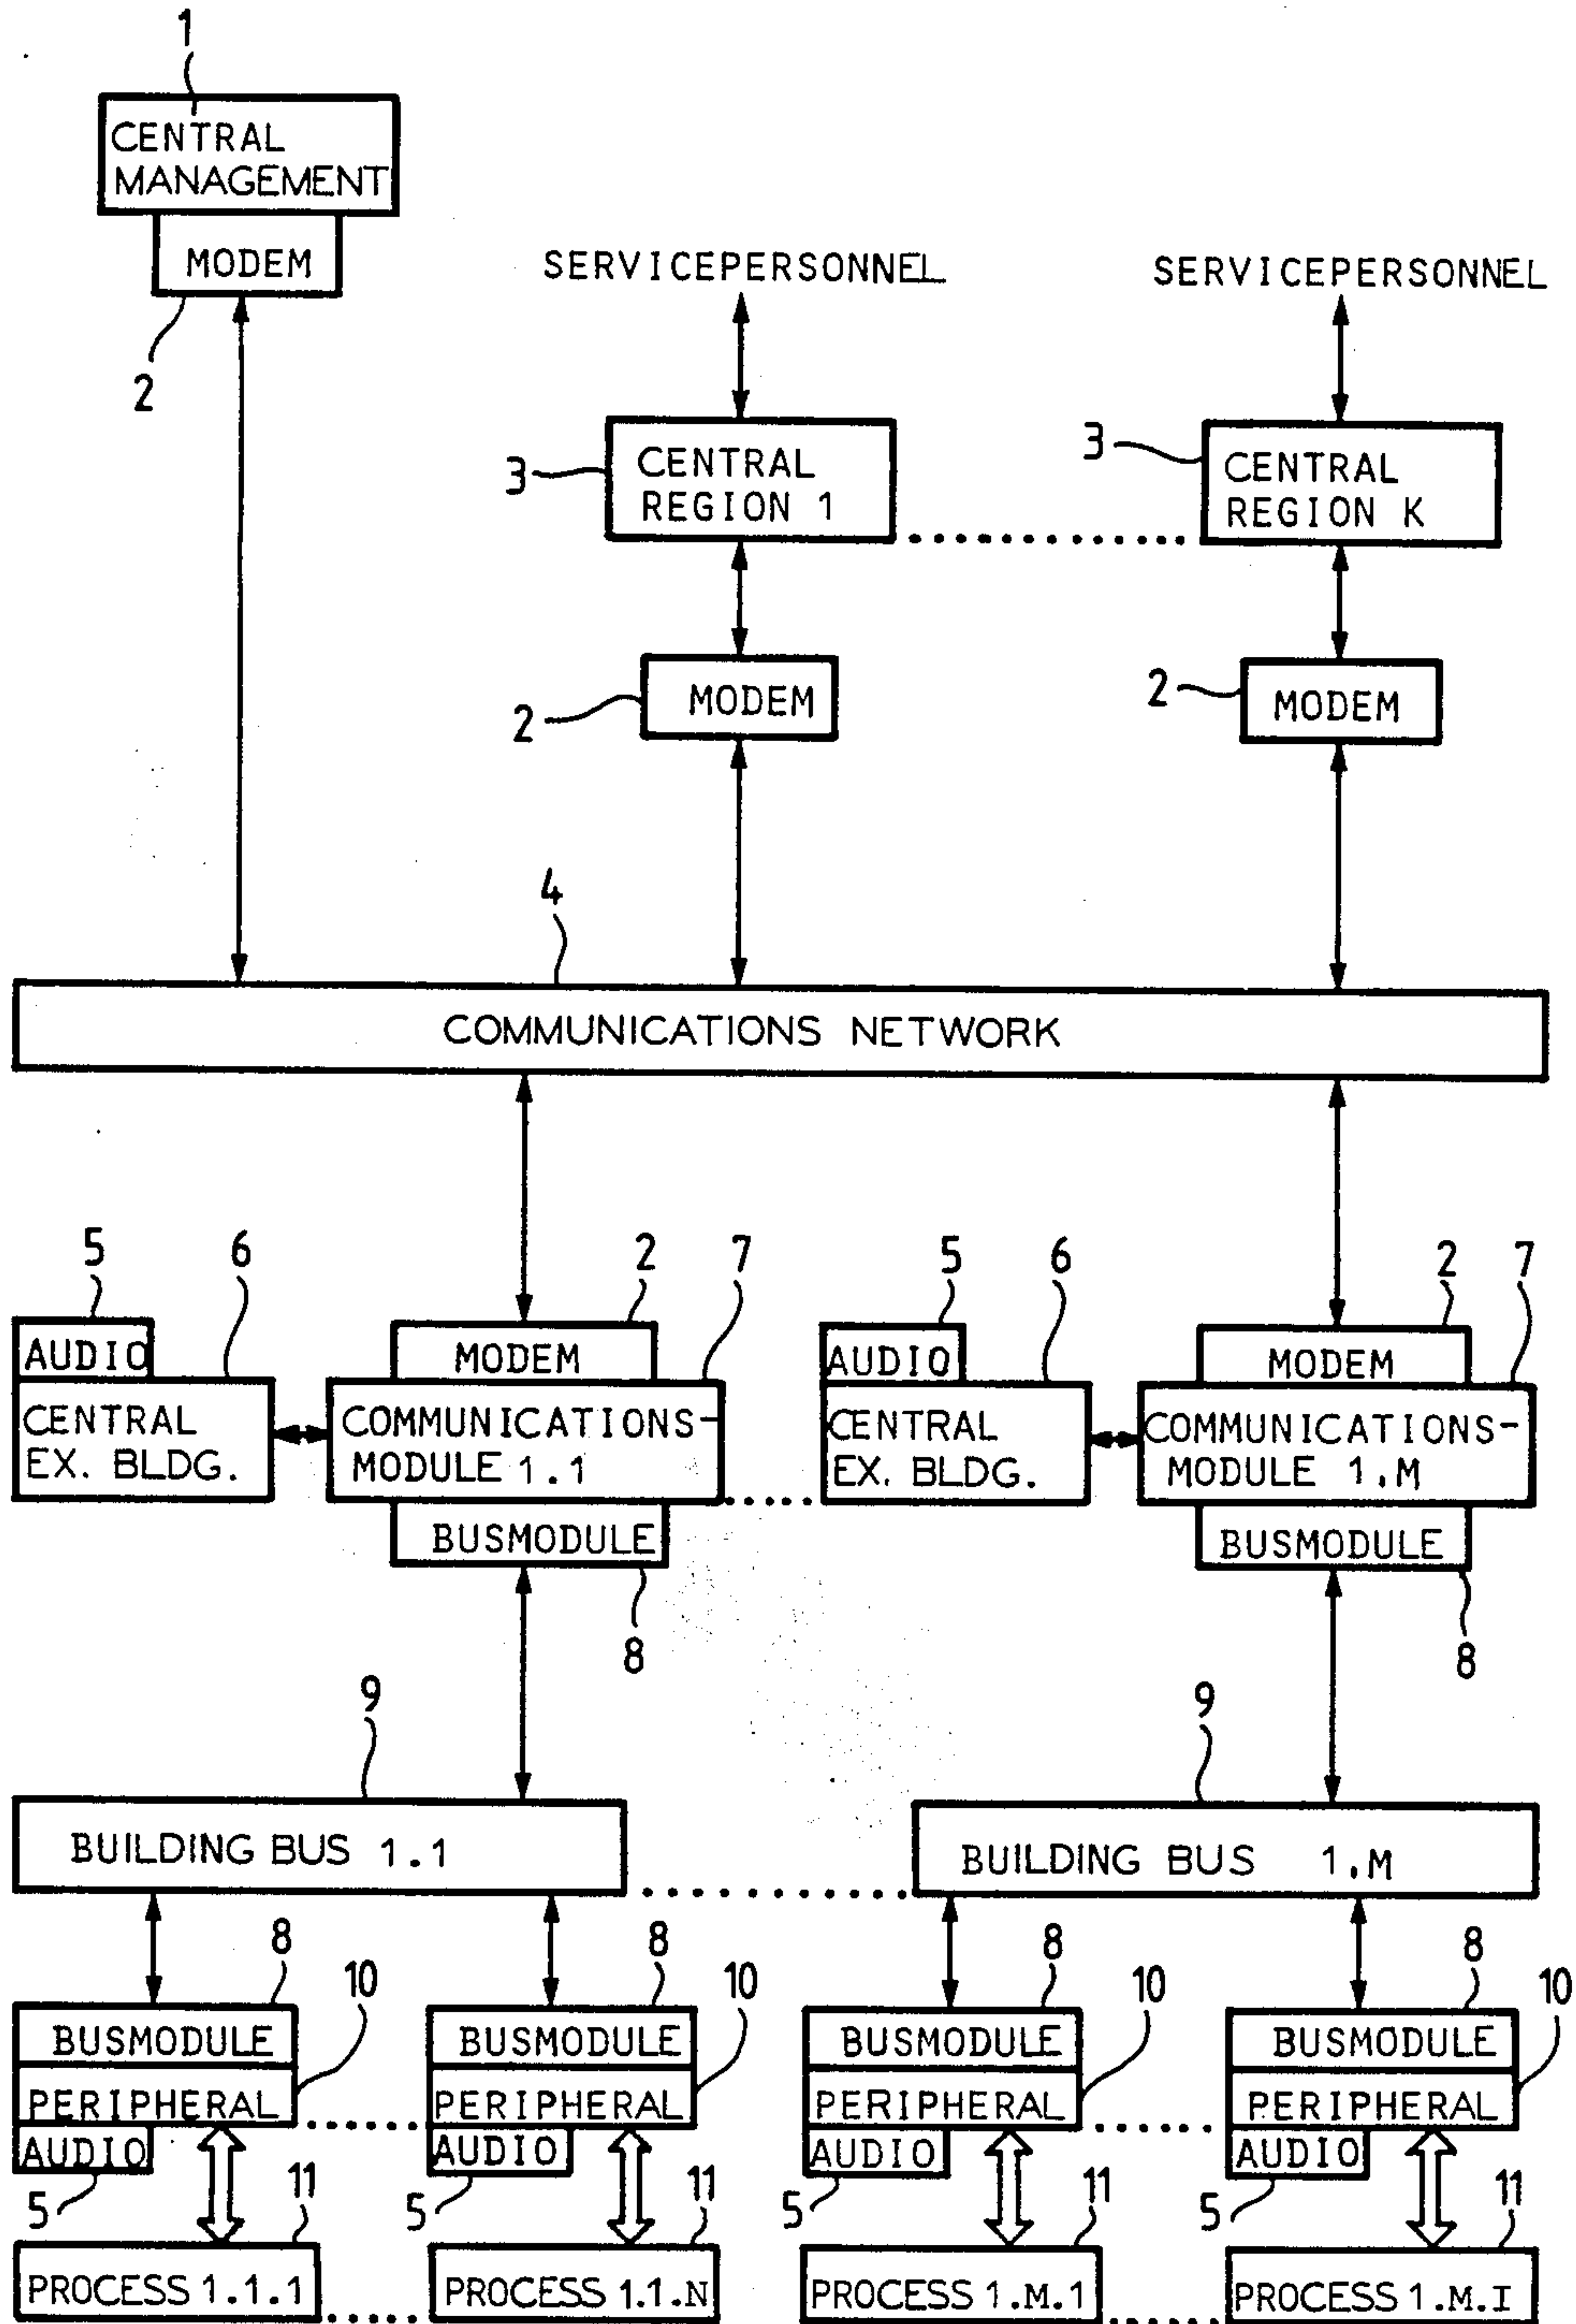 1
CENTRAL
MANAGEMENT
MODEM
2
SERVICEPERSONNEL
SERVICEPERSONNEL
3
CENTRAL
REGION 1
3
CENTRAL
REGION K
2
MODEM
2
MODEM
4
COMMUNICATIONS NETWORK
5
6
2
7
5
6
2
7
AUDIO
MODEM
AUDIO
MODEM
CENTRAL
EX. BLDG.
COMMUNICATIONS-
MODULE 1.1
CENTRAL
EX. BLDG.
COMMUNICATIONS-
MODULE 1.M
BUSMODULE
BUSMODULE
8
8
9
9
BUILDING BUS 1.1
BUILDING BUS 1.M
8
10
8
10
8
10
8
10
BUSMODULE
BUSMODULE
BUSMODULE
BUSMODULE
PERIPHERAL
PERIPHERAL
PERIPHERAL
PERIPHERAL
AUDIO
AUDIO
AUDIO
AUDIO
5
11
5
11
5
11
5
11
PROCESS 1.1.1
PROCESS 1.1.N
PROCESS 1.M.1
PROCESS 1.M.I